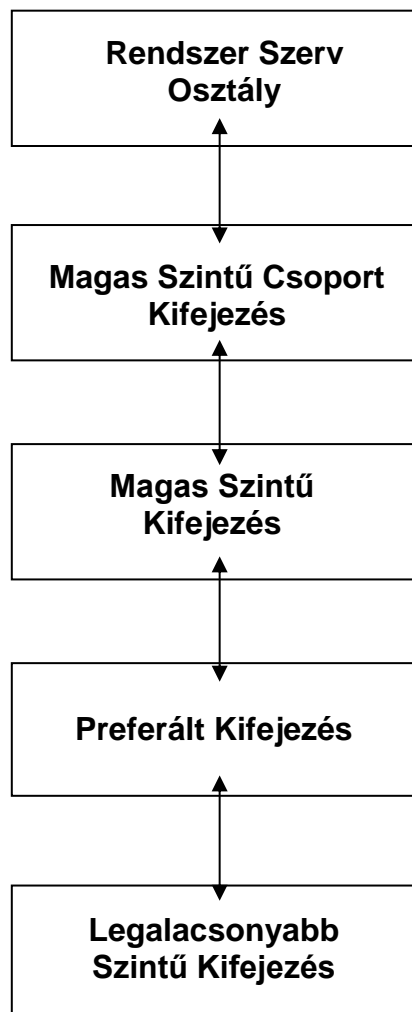 Rendszer Szerv
Osztály
Magas Szintű Csoport
Kifejezés
Magas Szintű
Kifejezés
Preferált Kifejezés
Legalacsonyabb
Szintű Kifejezés